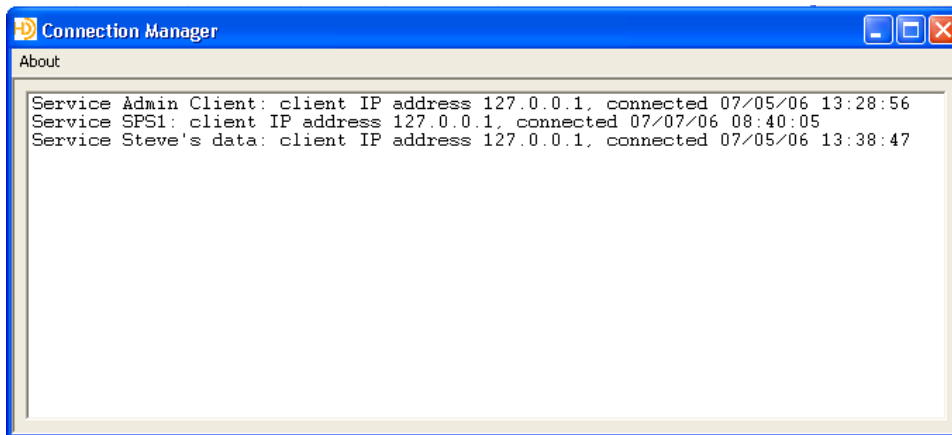 Connection Manager
About
Service Admin Client: client IP address 127.0.0.1, connected 07/05/06 13:28:56
Service SPS1: client IP address 127.0.0.1, connected 07/07/06 08:40:05
Service Steve's data: client IP address 127.0.0.1, connected 07/05/06 13:38:47